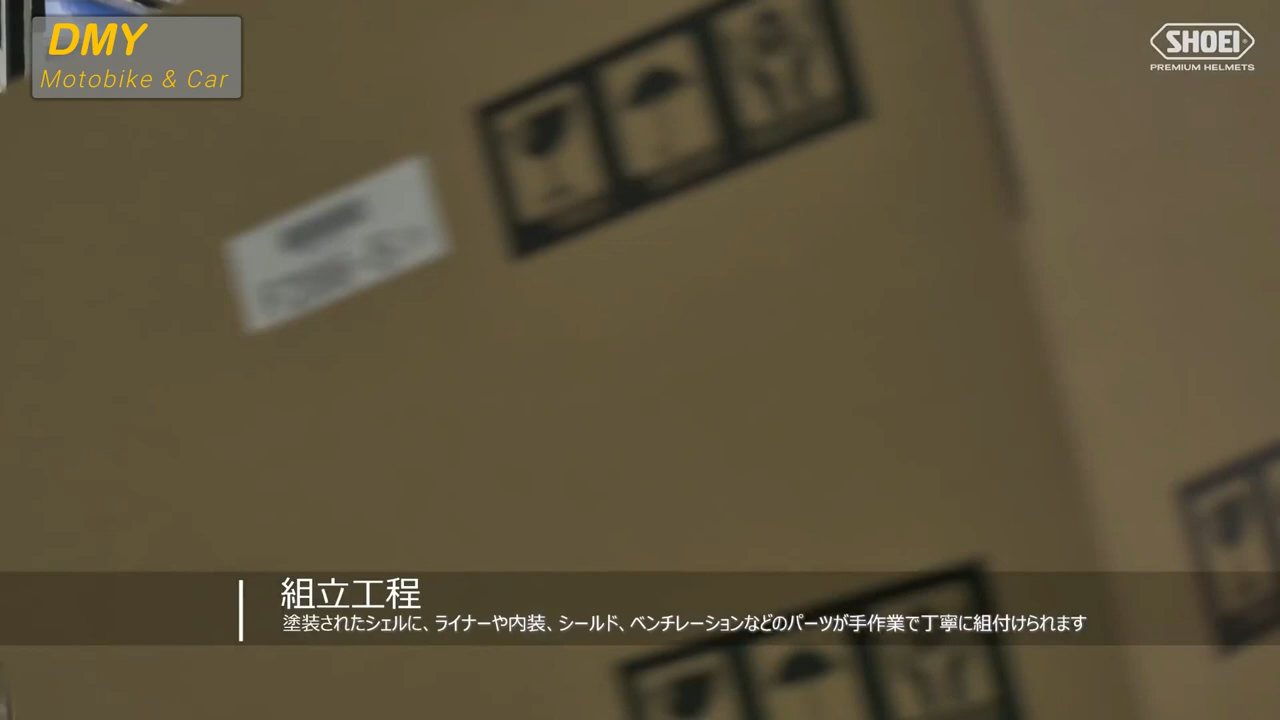 DMY
Motobike & Car
SHOEI
PREMIUM HELMETS
組立工程
塗装されたシェルに、ライナーや内装、シールド、ベンチレーションなどのパーツが手作業で丁寧に組付けられます